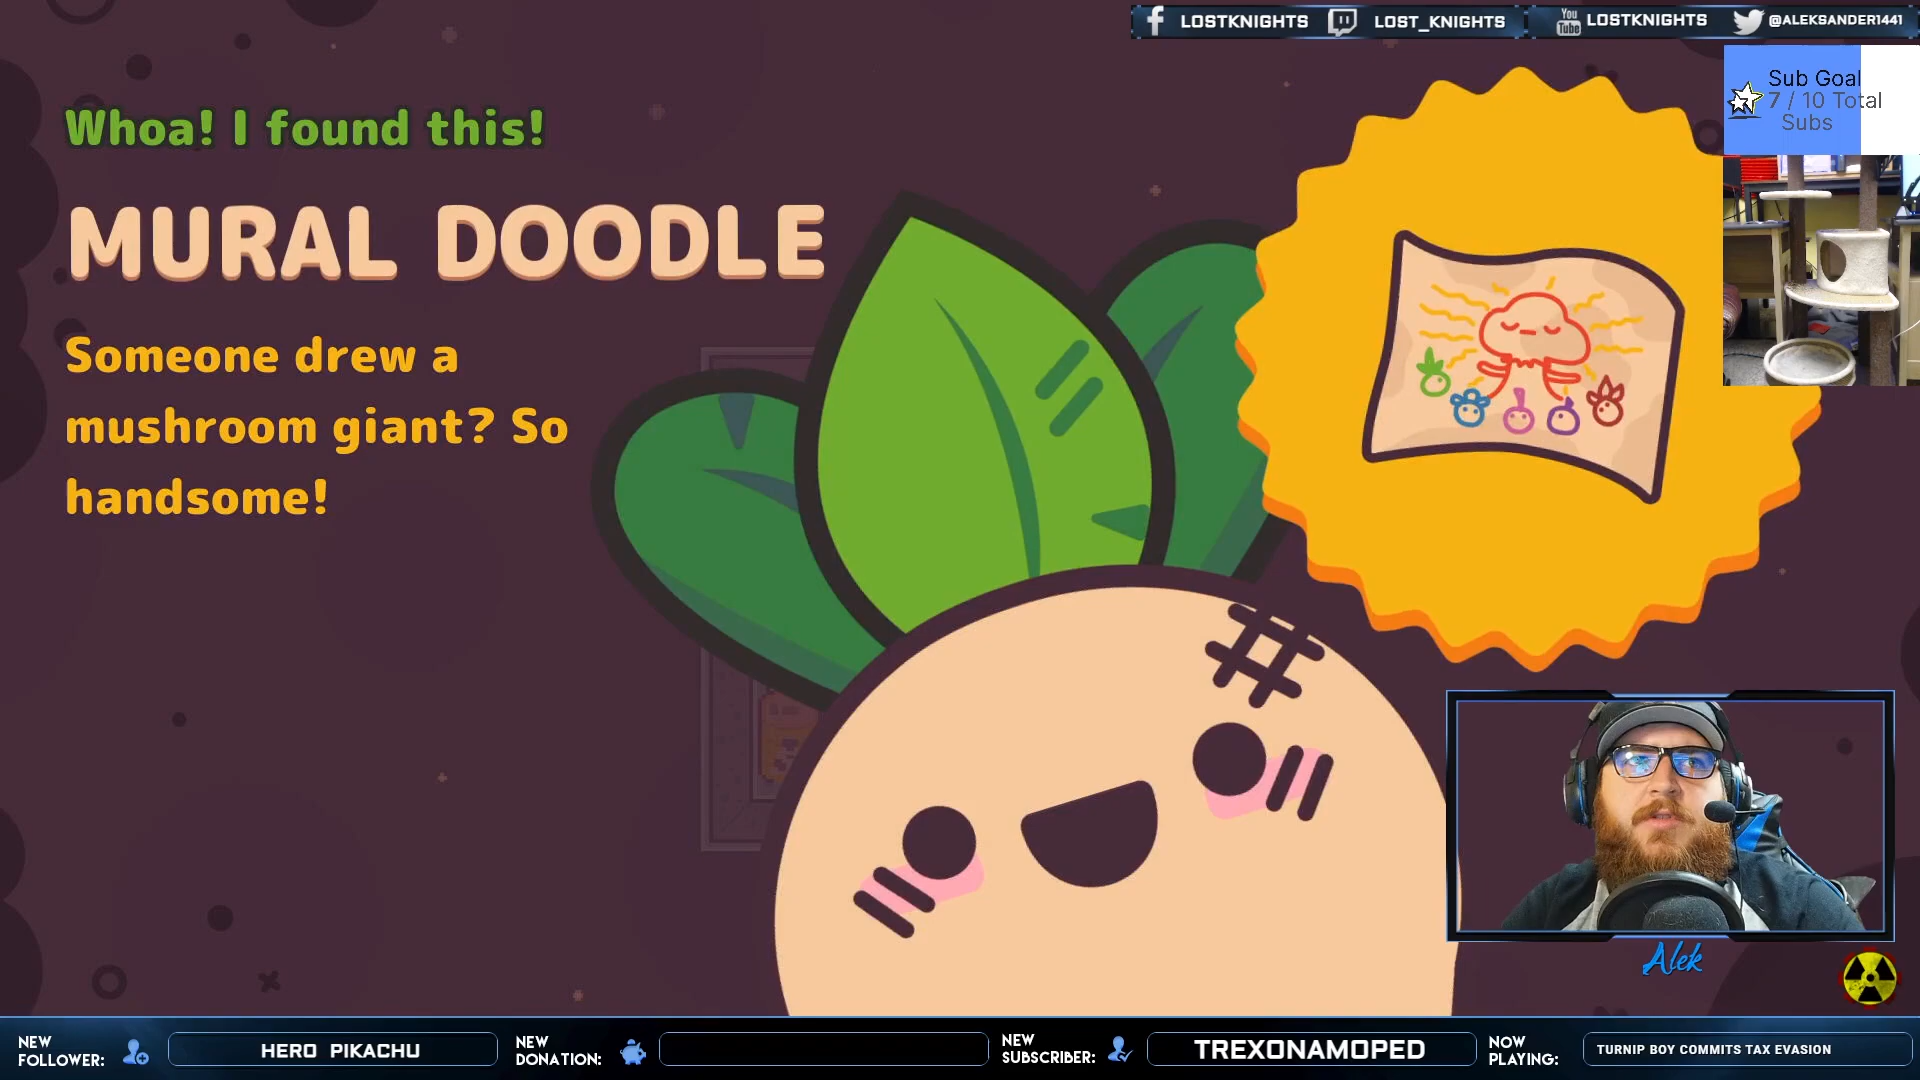 LOSTKNIGHTS LOST_KNIGHTS You Tube LOSTKNIGHTS @ALEKSANDER1441
Sub Goal
7 / 10 Total
Subs
Whoa! I found this!
MURAL DOODLE
Someone drew a
mushroom giant? So
handsome!
Alek
NEW FOLLOWER: HERO PIKACHU
NEW DONATION:
NEW SUBSCRIBER: TREXONAMOPED
NOW PLAYING: TURNIP BOY COMMITS TAX EVASION